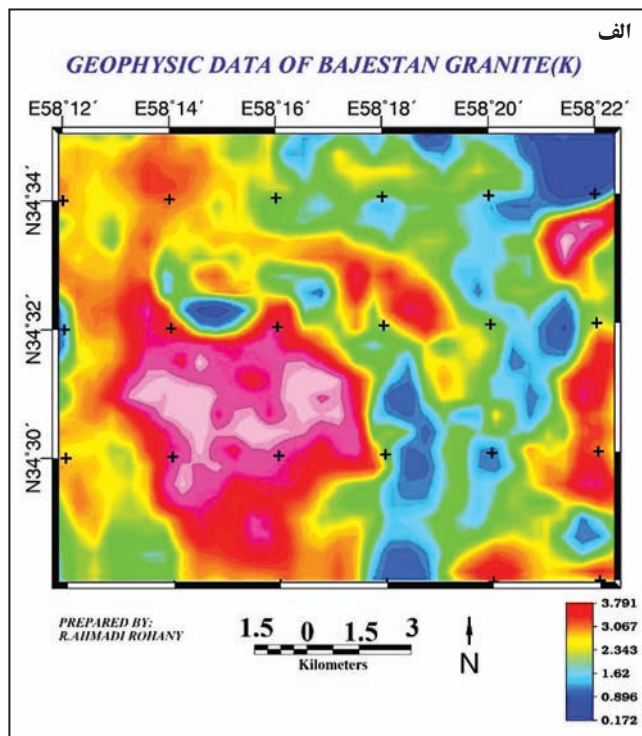 الف
GEOPHYSIC DATA OF BAJESTAN GRANITE(K)
E58°12´ E58°14´ E58°16´ E58°18´ E58°20´ E58°22´
N34°34´
N34°32´
N34°30´
PREPARED BY:
R.AHMADI ROHANY
1.5 0 1.5 3
Kilometers
N
3.791
3.067
2.343
1.62
0.896
0.172